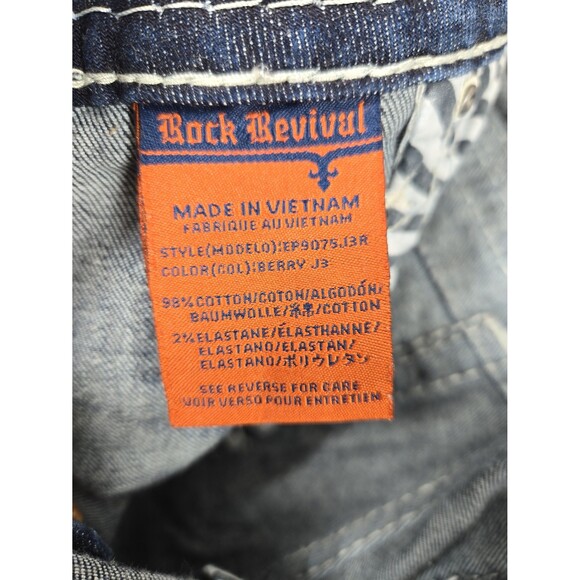 Rock Revival
MADE IN VIETNAM
FABRIQUE AU VIETNAM
STYLE(MODELO):EP9075J3R
COLOR(COL):BERRY J3
98%COTTON/COTON/ALGODÓN/
BAUMWOLLE/綿/COTTON
2%ELASTANE/ÉLASTHANNE/
ELASTANO/ELASTAN/
ELASTANO/ポリウレタン
SEE REVERSE FOR CARE
VOIR VERSO POUR ENTRETIEN